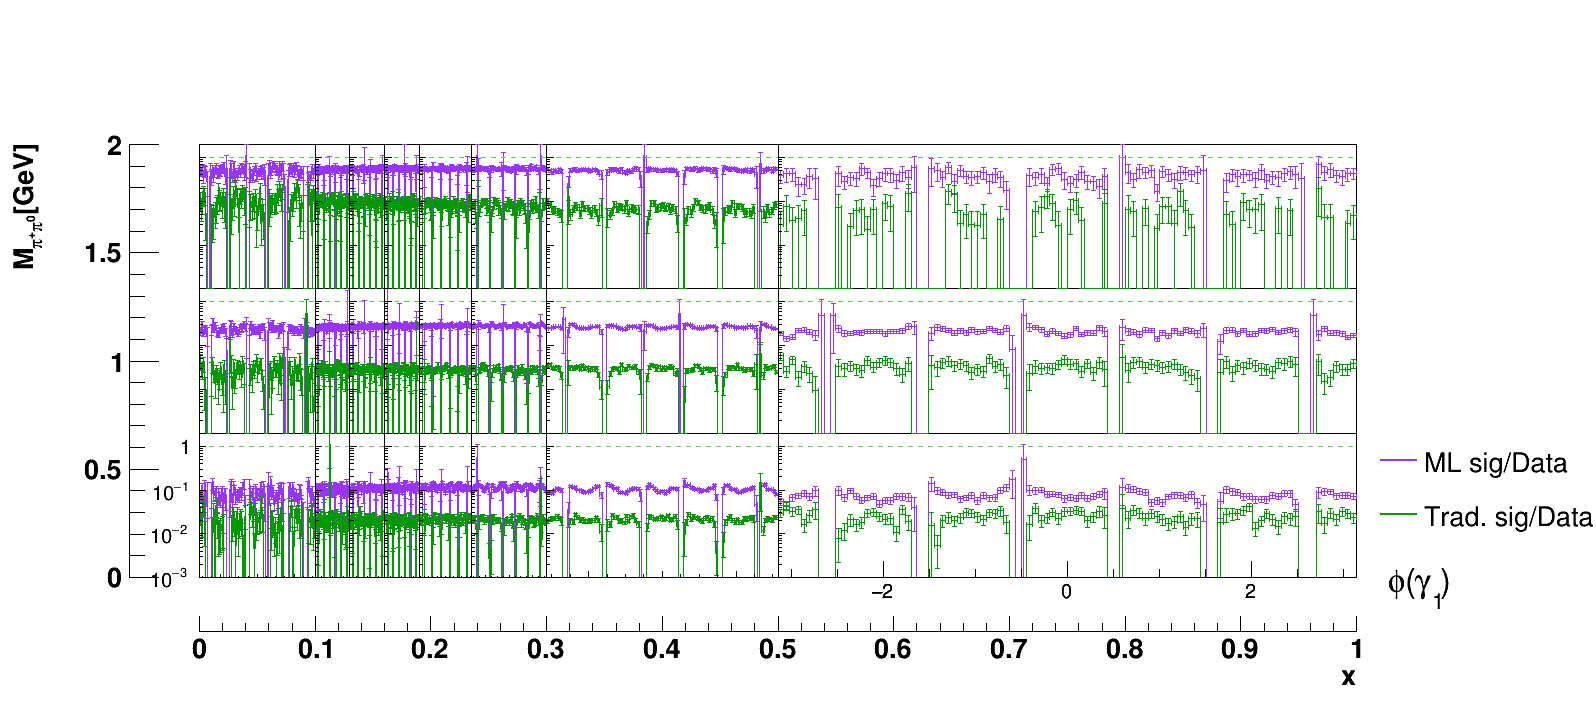 M π⁺π⁰ [GeV]
2
1.5
1
0.5
0
1
10⁻¹
10⁻²
10⁻³
−2
0
2
φ(γ₁)
ML sig/Data
Trad. sig/Data
0 0.1 0.2 0.3 0.4 0.5 0.6 0.7 0.8 0.9 1
x